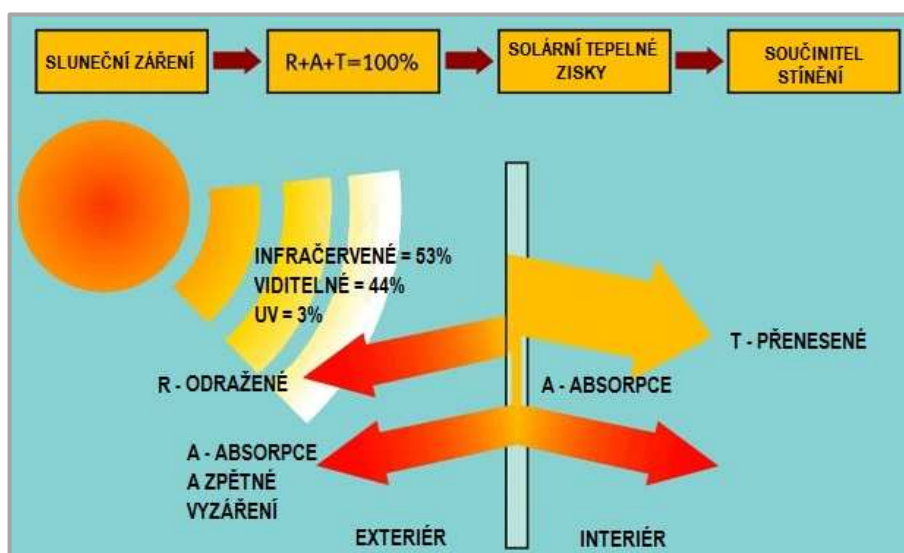 SLUNEČNÍ ZÁŘENÍ
R+A+T=100%
SOLÁRNÍ TEPELNÉ
ZISKY
SOUČINITEL
STÍNĚNÍ
INFRAČERVENÉ = 53%
VIDITELNÉ = 44%
UV = 3%
T - PŘENESENÉ
R - ODRAŽENÉ
A - ABSORPCE
A - ABSORPCE
A ZPĚTNÉ
VYZÁŘENÍ
EXTERIÉR
INTERIÉR